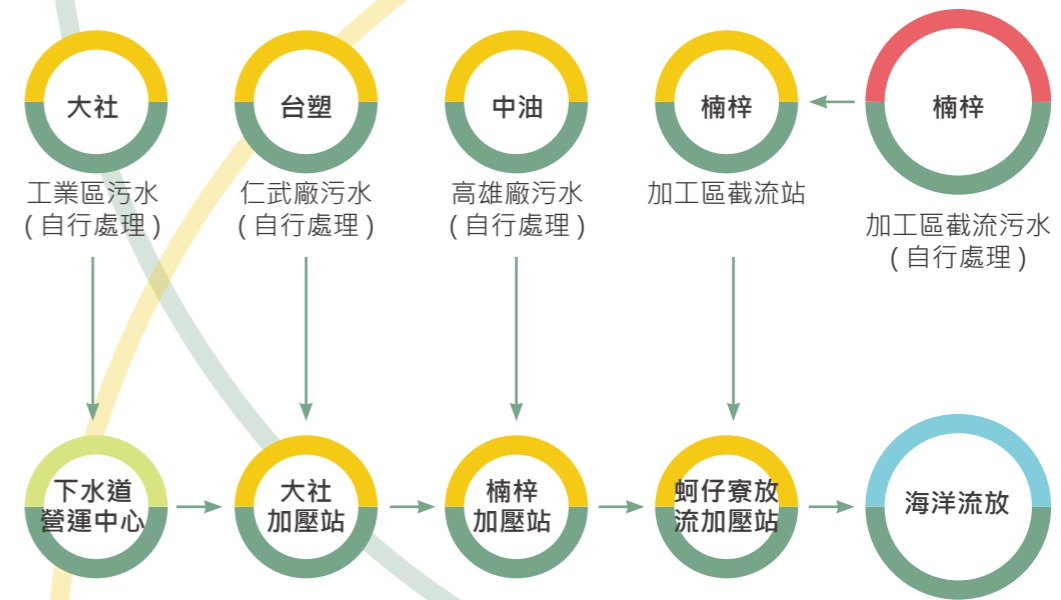 大社
工業區污水
( 自行處理 )
台塑
仁武廠污水
( 自行處理 )
中油
高雄廠污水
( 自行處理 )
楠梓
加工區截流站
楠梓
加工區截流污水
( 自行處理 )
下水道
營運中心
大社
加壓站
楠梓
加壓站
蚵仔寮放
流加壓站
海洋流放